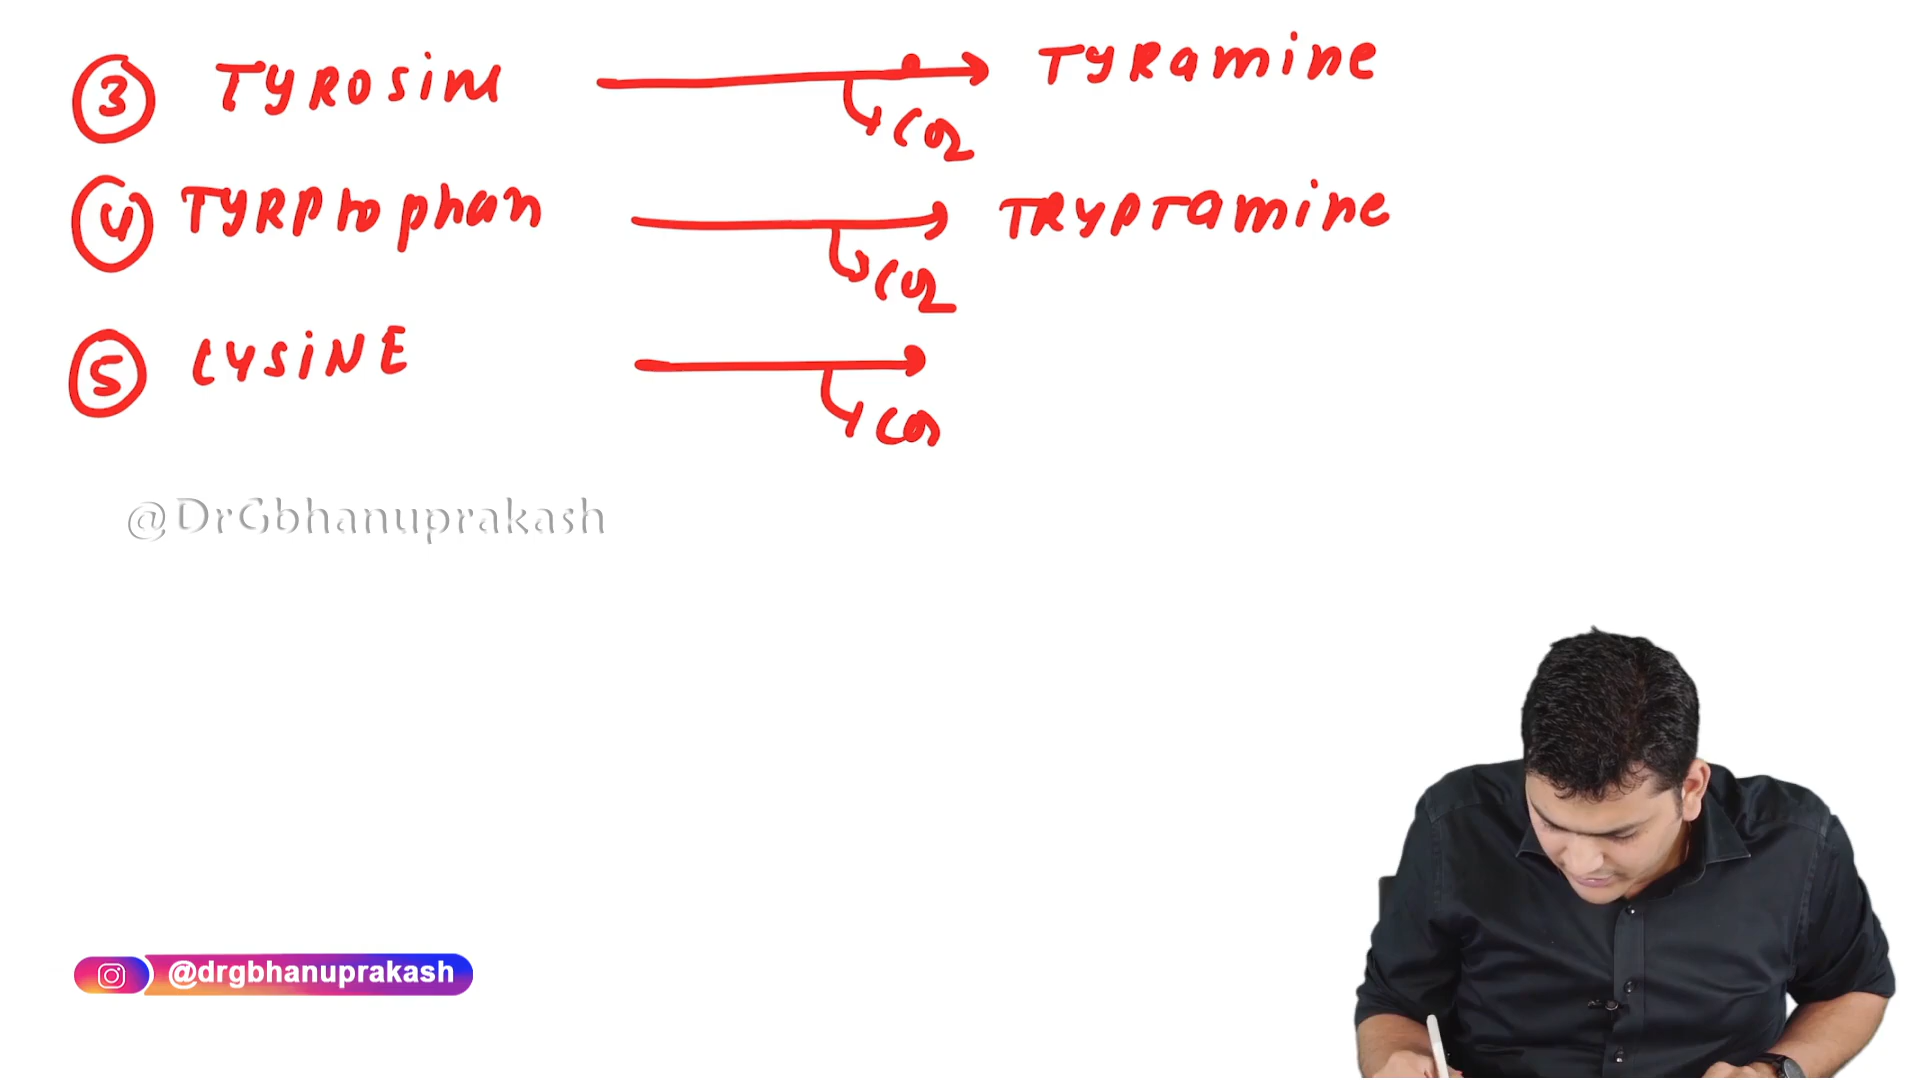 3 TYROSINE → TYRAMINE
CO2
4 TYRPtophan → TRYPTAMINE
CO2
5 LYSINE →
CO2
@DrGbhanuprakash
@drgbhanuprakash